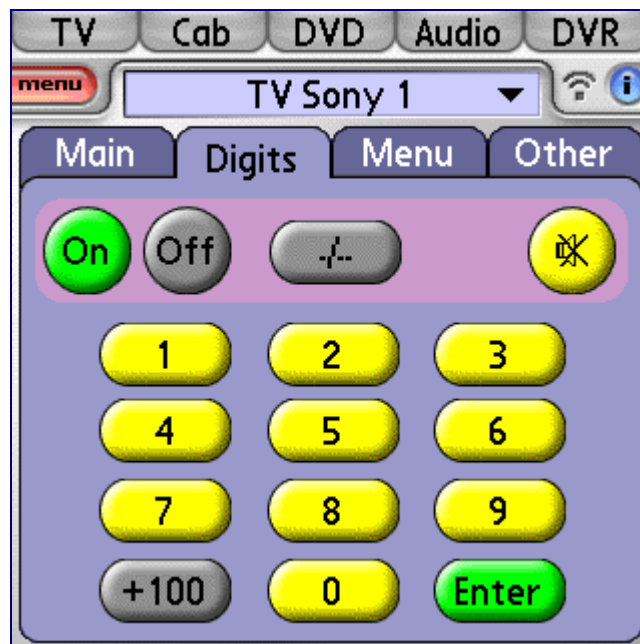 TV Cab DVD Audio DVR
menu TV Sony 1 i
Main Digits Menu Other
On Off -/--
1 2 3
4 5 6
7 8 9
+100 0 Enter